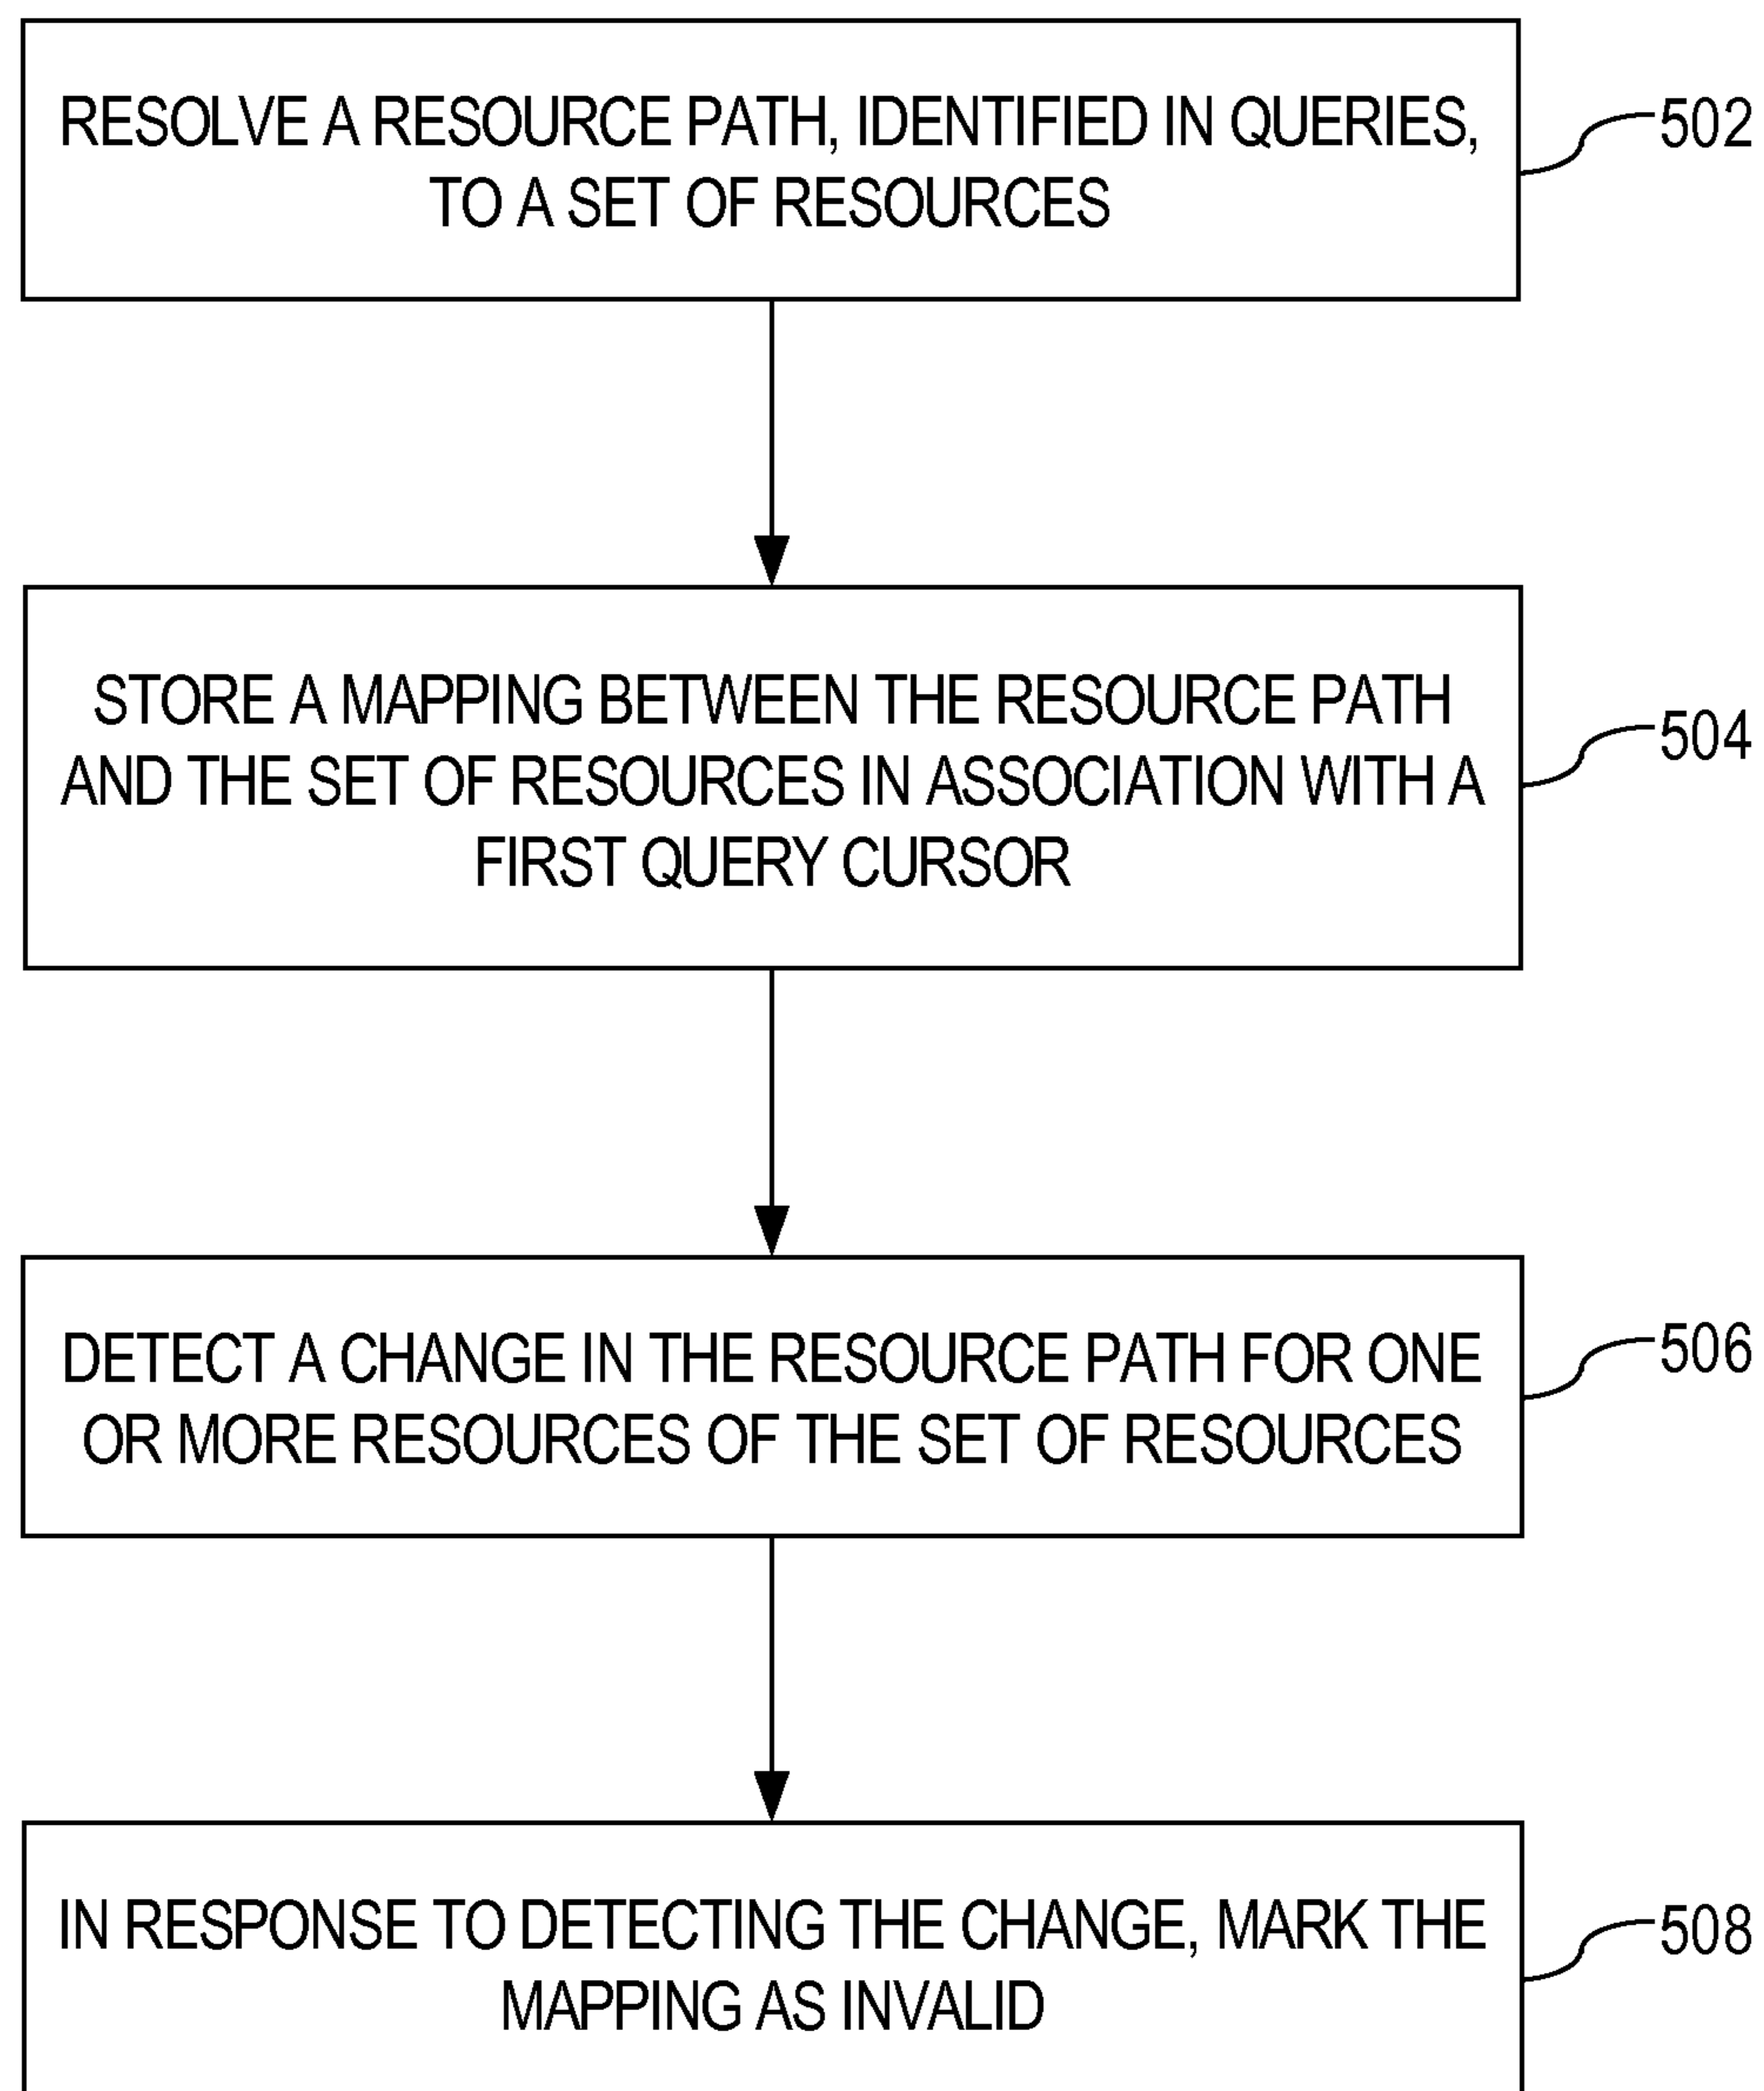 RESOLVE A RESOURCE PATH, IDENTIFIED IN QUERIES,
TO A SET OF RESOURCES
502
STORE A MAPPING BETWEEN THE RESOURCE PATH
AND THE SET OF RESOURCES IN ASSOCIATION WITH A
FIRST QUERY CURSOR
504
DETECT A CHANGE IN THE RESOURCE PATH FOR ONE
OR MORE RESOURCES OF THE SET OF RESOURCES
506
IN RESPONSE TO DETECTING THE CHANGE, MARK THE
MAPPING AS INVALID
508